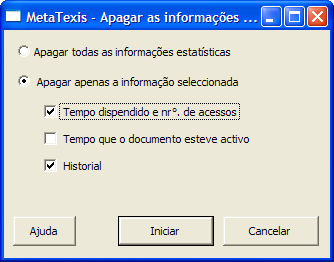 MetaTexis - Apagar as informações ...
Apagar todas as informações estatísticas
Apagar apenas a informação seleccionada
Tempo dispendido e nr°. de acessos
Tempo que o documento esteve activo
Historial
Ajuda
Iniciar
Cancelar